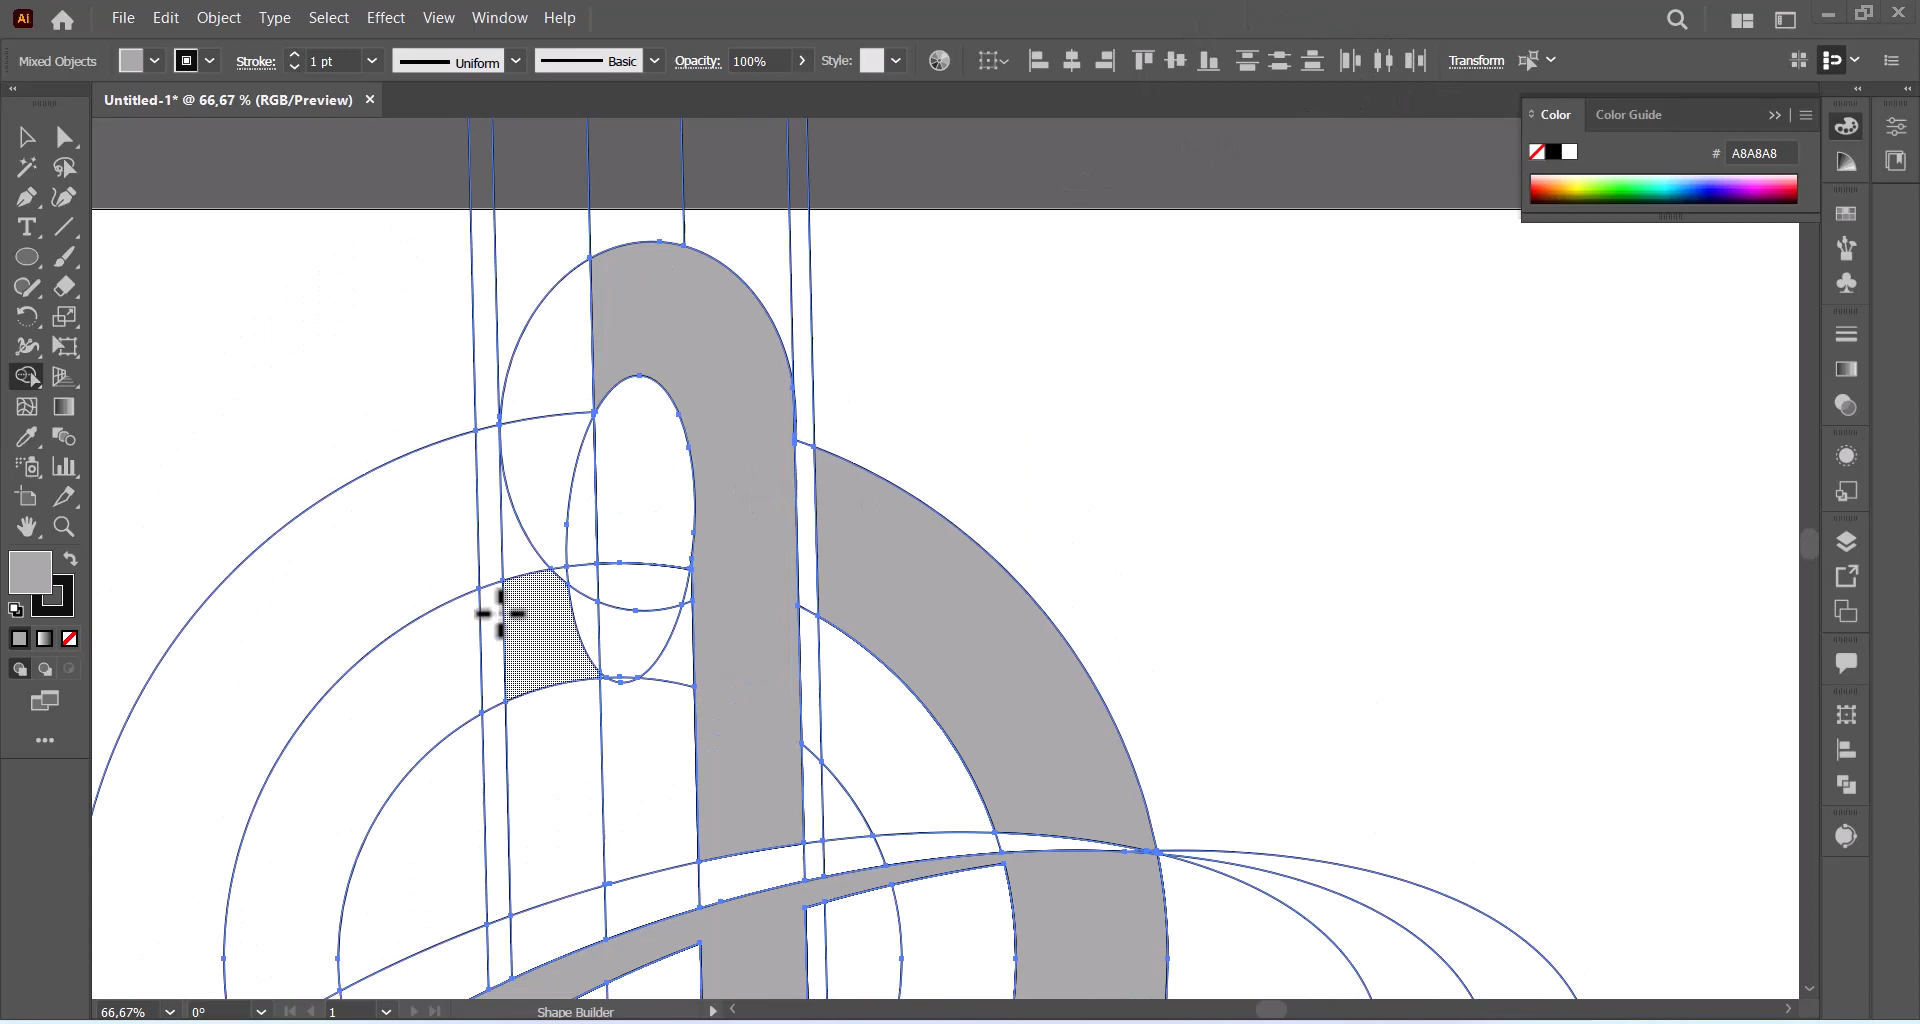 Ai File Edit Object Type Select Effect View Window Help
Mixed Objects Stroke: 1 pt Uniform Basic Opacity: 100% Style: Transform
Untitled-1* @ 66,67 % (RGB/Preview) ×
Color Color Guide
# A8A8A8
66,67% 0° 1 Shape Builder